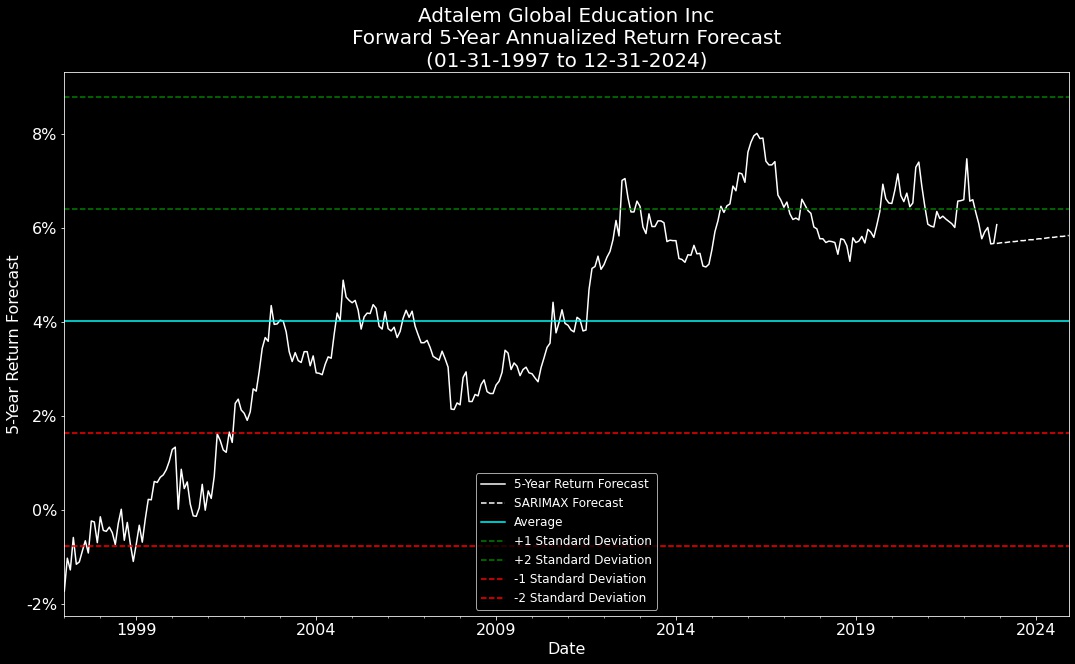 Adtalem Global Education Inc
Forward 5-Year Annualized Return Forecast
(01-31-1997 to 12-31-2024)
5-Year Return Forecast
8%
6%
4%
2%
0%
-2%
5-Year Return Forecast
SARIMAX Forecast
Average
+1 Standard Deviation
+2 Standard Deviation
-1 Standard Deviation
-2 Standard Deviation
1999
2004
2009
2014
2019
2024
Date